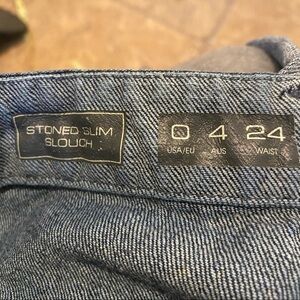 STONED SLIM
SLOUCH
0 4 24
USA/EU AUS WAIST